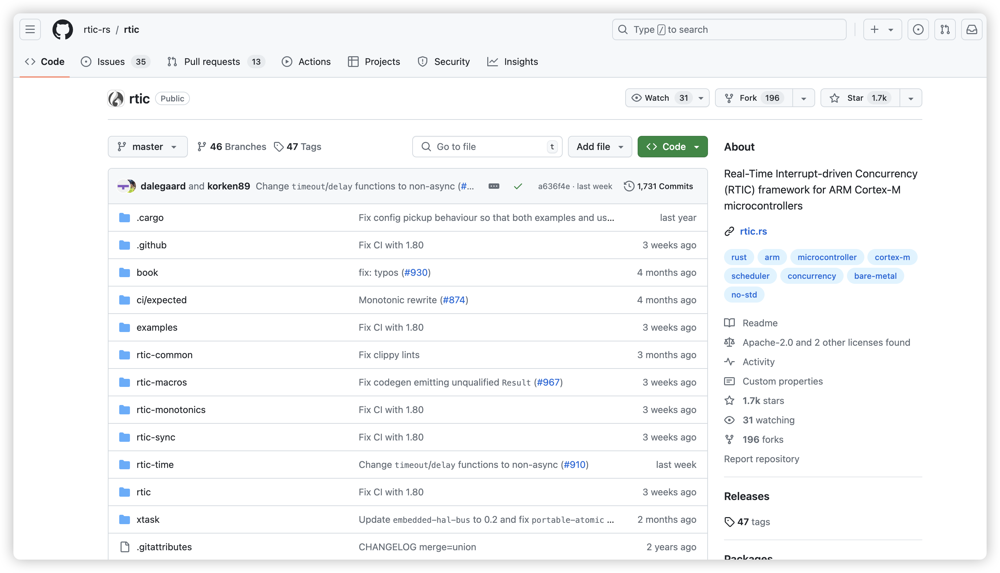 rtic-rs / rtic
Type / to search
Code
Issues 35
Pull requests 13
Actions
Projects
Security
Insights
rtic Public
Watch 31
Fork 196
Star 1.7k
master
46 Branches
47 Tags
Go to file t
Add file
Code
dalegaard and korken89 Change timeout/delay functions to non-async (#... a636f4e · last week 1,731 Commits
.cargo Fix config pickup behaviour so that both examples and us... last year
.github Fix CI with 1.80 3 weeks ago
book fix: typos (#930) 4 months ago
ci/expected Monotonic rewrite (#874) 4 months ago
examples Fix CI with 1.80 3 weeks ago
rtic-common Fix clippy lints 3 months ago
rtic-macros Fix codegen emitting unqualified Result (#967) 3 weeks ago
rtic-monotonics Fix CI with 1.80 3 weeks ago
rtic-sync Fix CI with 1.80 3 weeks ago
rtic-time Change timeout/delay functions to non-async (#910) last week
rtic Fix CI with 1.80 3 weeks ago
xtask Update embedded-hal-bus to 0.2 and fix portable-atomic ... 2 months ago
.gitattributes CHANGELOG merge=union 2 years ago
About
Real-Time Interrupt-driven Concurrency
(RTIC) framework for ARM Cortex-M
microcontrollers
rtic.rs
rust arm microcontroller cortex-m
scheduler concurrency bare-metal
no-std
Readme
Apache-2.0 and 2 other licenses found
Activity
Custom properties
1.7k stars
31 watching
196 forks
Report repository
Releases
47 tags
Packages